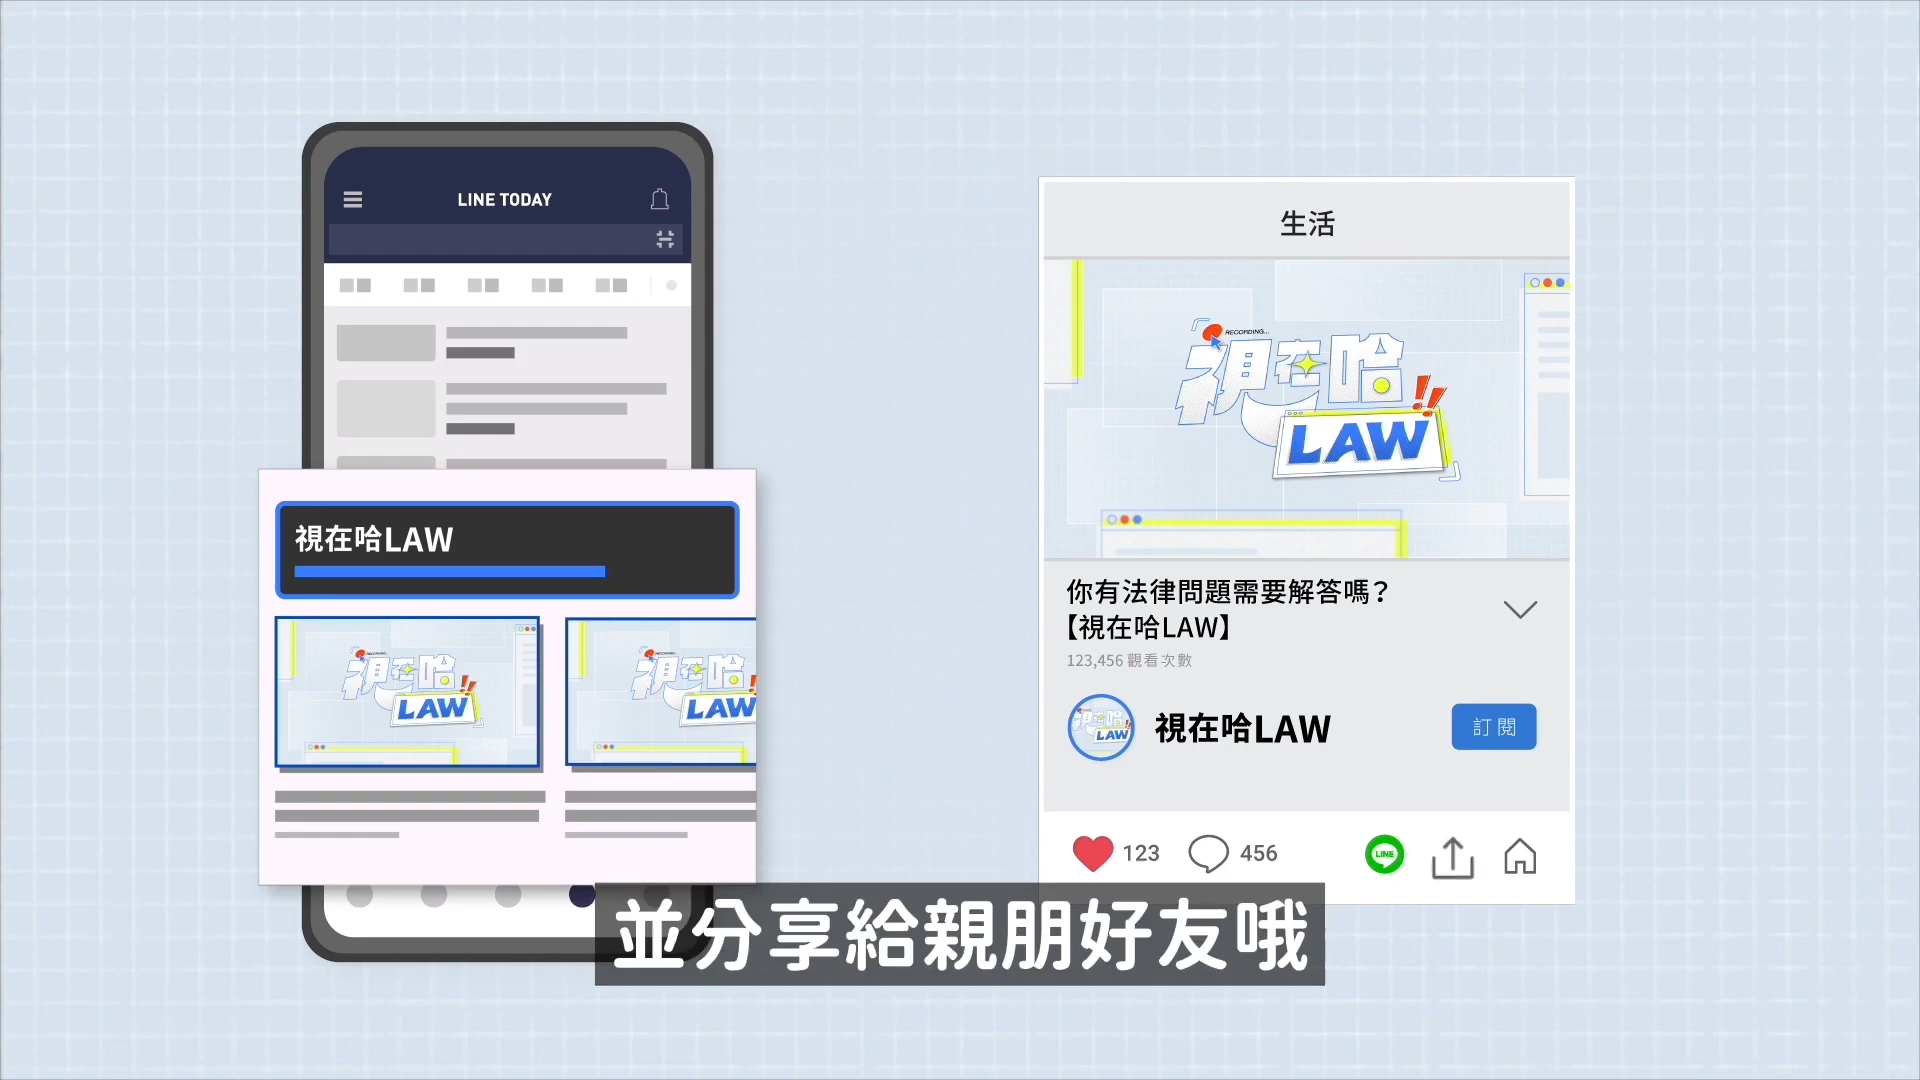 LINE TODAY
視在哈LAW
RECORDING...
視在哈!!
LAW
RECORDING...
視在哈!!
LAW
生活
RECORDING...
視在哈!!
LAW
你有法律問題需要解答嗎？
【視在哈LAW】
123,456 觀看次數
視在哈
LAW
視在哈LAW
訂閱
123
456
LINE
並分享給親朋好友哦